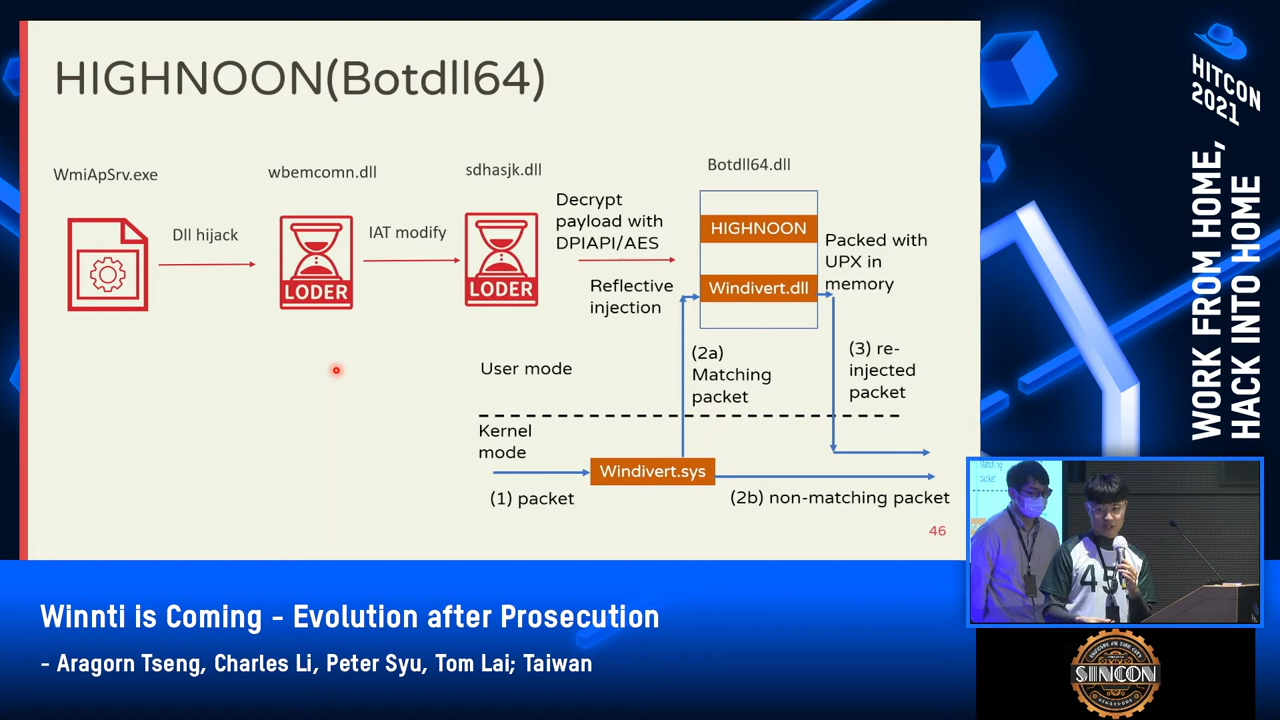 HIGHNOON(Botdll64)
WmiApSrv.exe
wbemcomn.dll
sdhasjk.dll
Botdll64.dll
Dll hijack
IAT modify
Decrypt
payload with
DPIAPI/AES
Reflective
injection
LODER
LODER
HIGHNOON
Windivert.dll
Packed with
UPX in
memory
User mode
(2a)
Matching
packet
(3) re-
injected
packet
Kernel
mode
Windivert.sys
(1) packet
(2b) non-matching packet
46
HITCON
2021
WORK FROM HOME,
HACK INTO HOME
Matching
packet
45
Winnti is Coming - Evolution after Prosecution
- Aragorn Tseng, Charles Li, Peter Syu, Tom Lai; Taiwan
SINCON